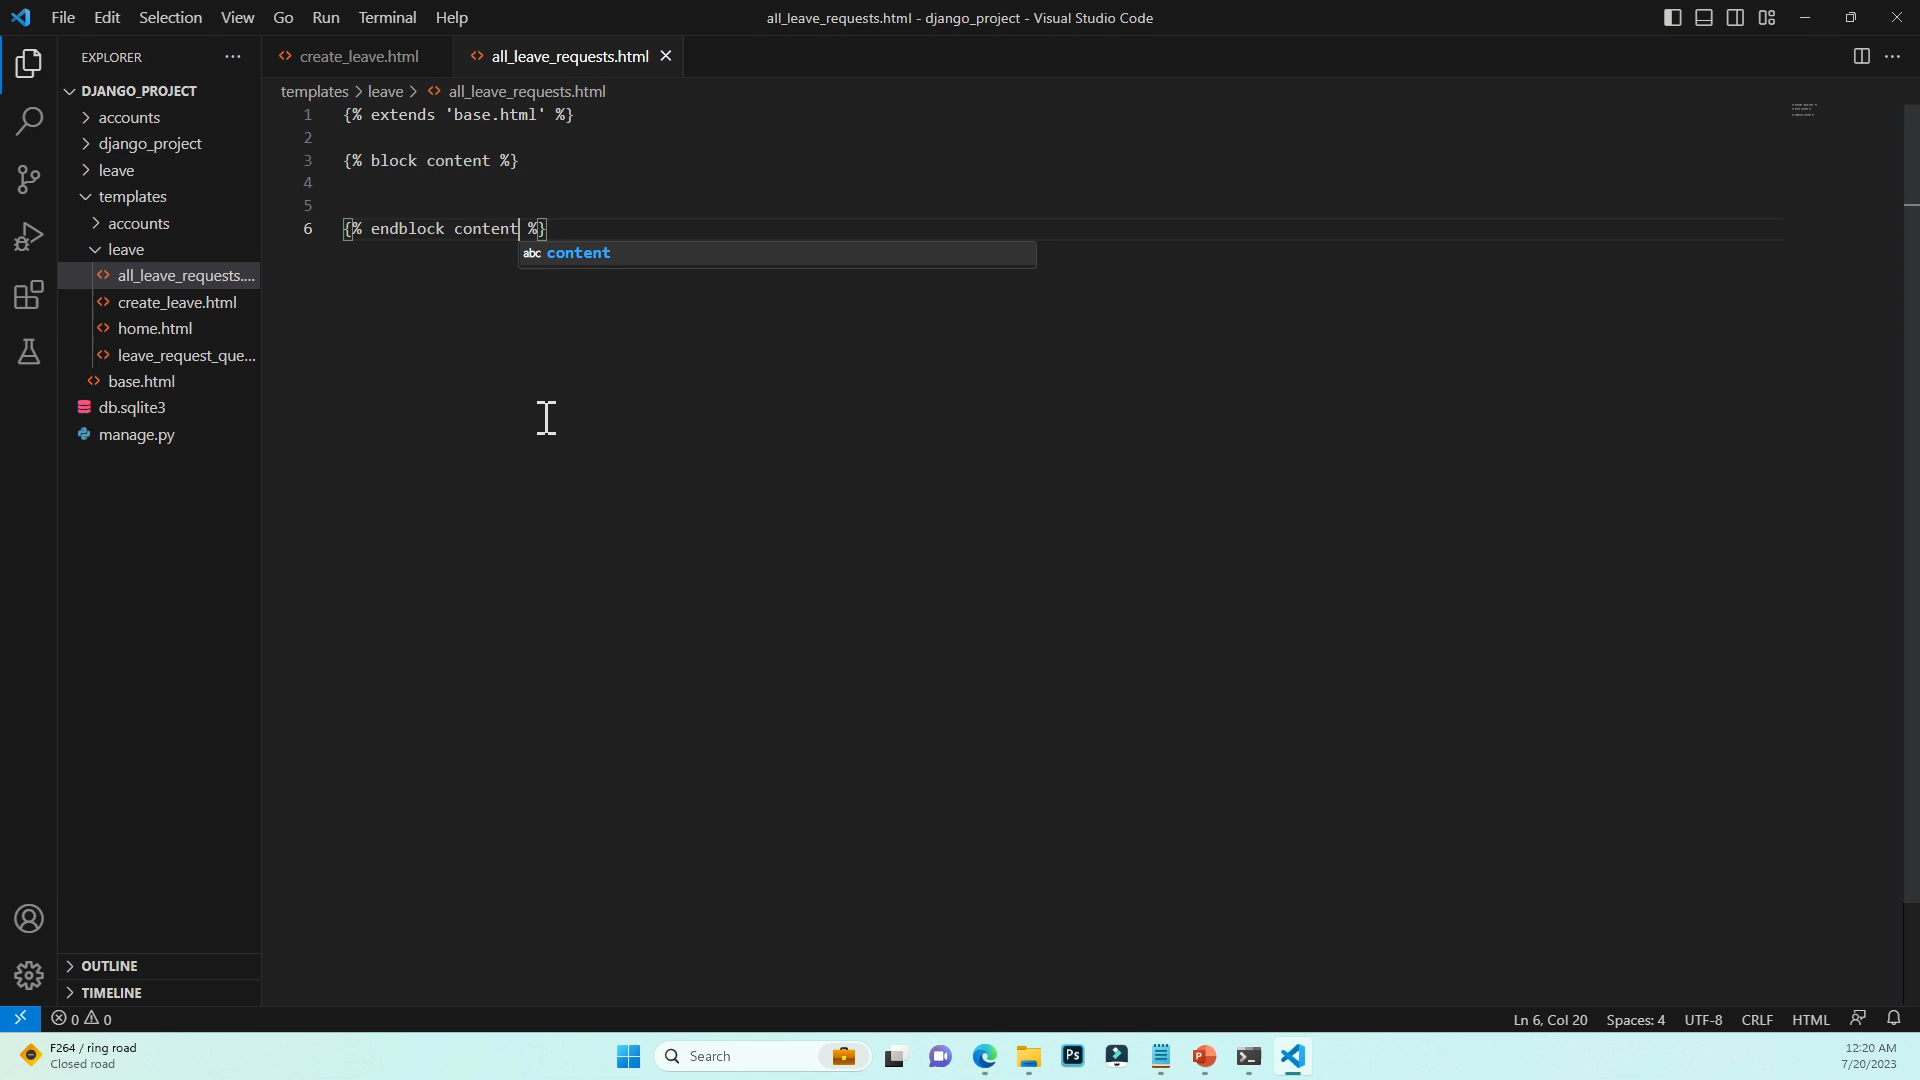 File Edit Selection View Go Run Terminal Help
all_leave_requests.html - django_project - Visual Studio Code
EXPLORER
DJANGO_PROJECT
accounts
django_project
leave
templates
accounts
leave
all_leave_requests....
create_leave.html
home.html
leave_request_que...
base.html
db.sqlite3
manage.py
OUTLINE
TIMELINE
create_leave.html
all_leave_requests.html
templates > leave > all_leave_requests.html
1 {% extends 'base.html' %}
2
3 {% block content %}
4
5
6 {% endblock content %}
abc content
0 0
Ln 6, Col 20 Spaces: 4 UTF-8 CRLF HTML
F264 / ring road
Closed road
Search
Ps
P
12:20 AM
7/20/2023